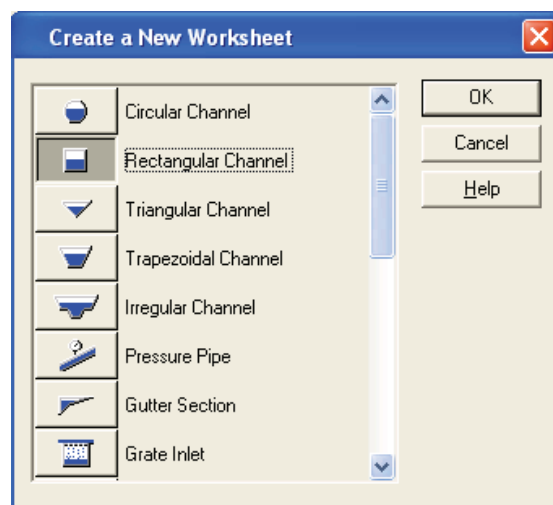 Create a New Worksheet
Circular Channel
Rectangular Channel
Triangular Channel
Trapezoidal Channel
Irregular Channel
Pressure Pipe
Gutter Section
Grate Inlet
OK
Cancel
Help